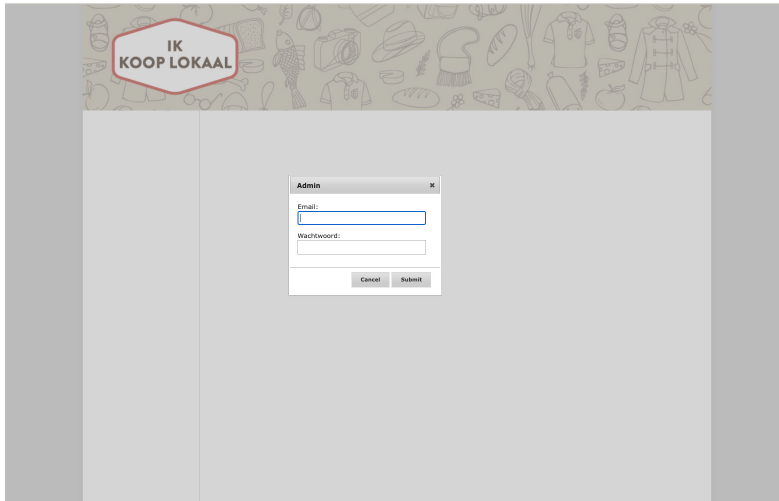 IK
KOOP LOKAAL
Admin
Email:
Wachtwoord:
Cancel Submit